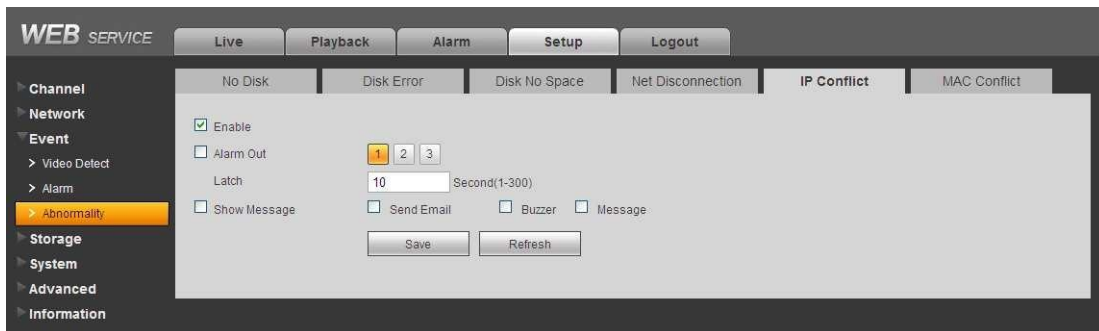 WEB SERVICE
Live Playback Alarm Setup Logout
No Disk Disk Error Disk No Space Net Disconnection IP Conflict MAC Conflict
Channel
Network
Event
> Video Detect
> Alarm
> Abnormality
Storage
System
Advanced
Information
Enable
Alarm Out 1 2 3
Latch 10 Second(1-300)
Show Message Send Email Buzzer Message
Save Refresh